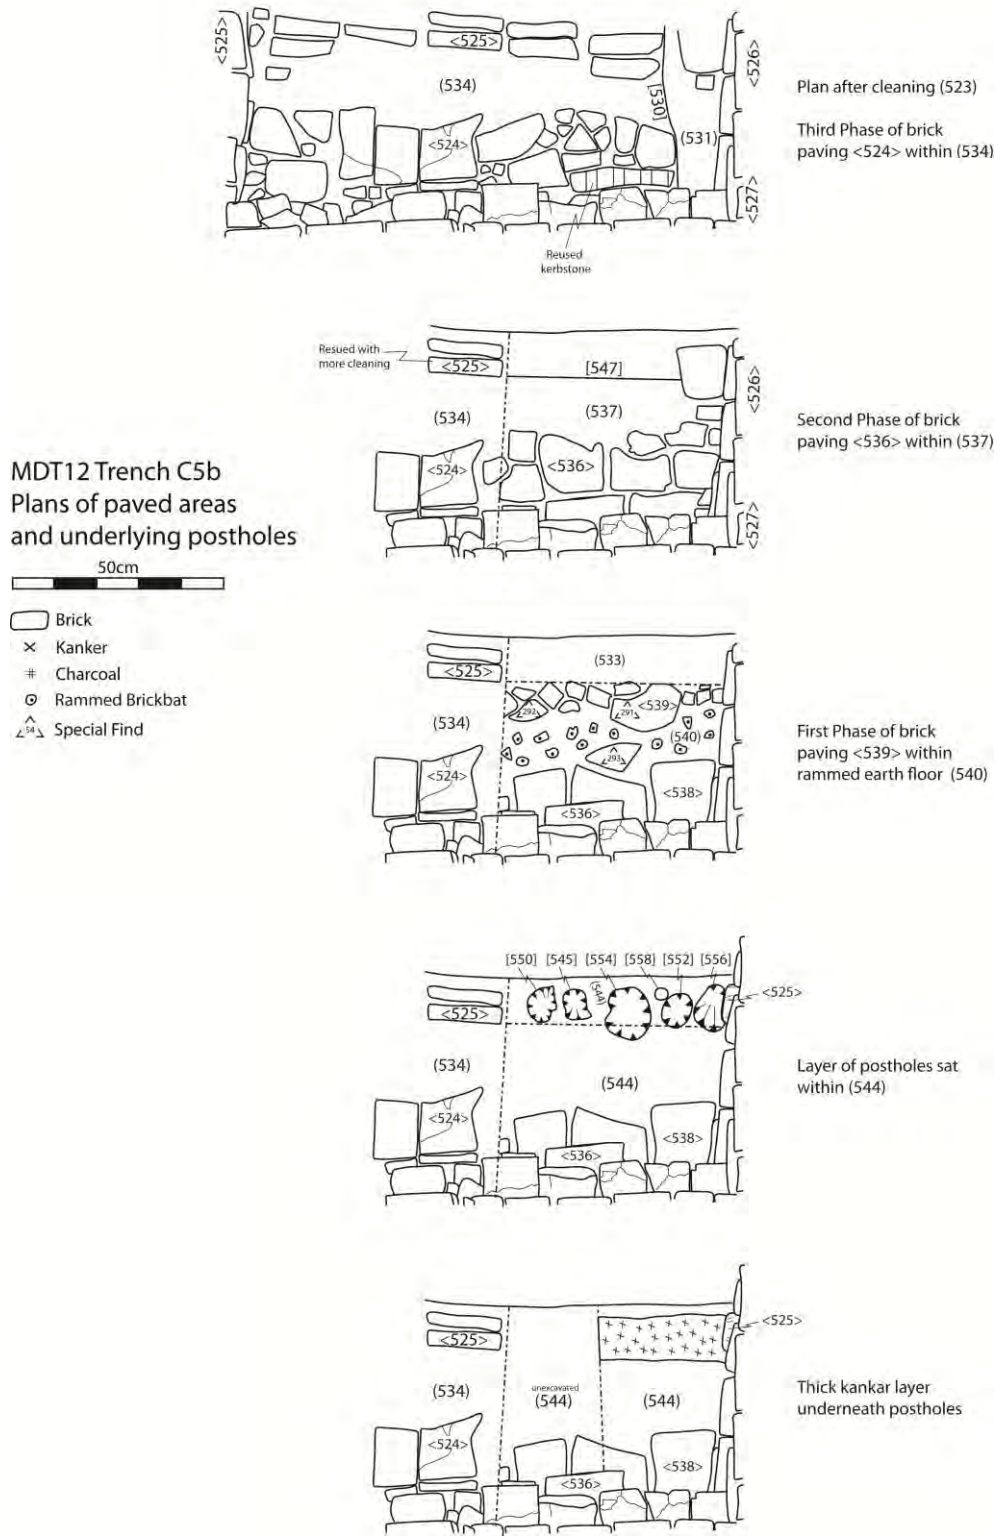 <525>
<525>
<526>
(534)
[530]
(531)
<524>
<527>
Reused
kerbstone
Plan after cleaning (523)
Third Phase of brick
paving <524> within (534)
Resued with
more cleaning
<525>
[547]
<526>
(534)
(537)
<524>
<536>
<527>
Second Phase of brick
paving <536> within (537)
MDT12 Trench C5b
Plans of paved areas
and underlying postholes
50cm
Brick
Kanker
Charcoal
Rammed Brickbat
54 Special Find
(533)
<525>
292
291
<539>
(534)
(540)
293
<524>
<538>
<536>
First Phase of brick
paving <539> within
rammed earth floor (540)
[550] [545] [554] [558] [552] [556]
(544)
<525>
<525>
(534)
(544)
<524>
<538>
<536>
Layer of postholes sat
within (544)
<525>
<525>
(534)
unexcavated
(544)
(544)
<524>
<538>
<536>
Thick kankar layer
underneath postholes